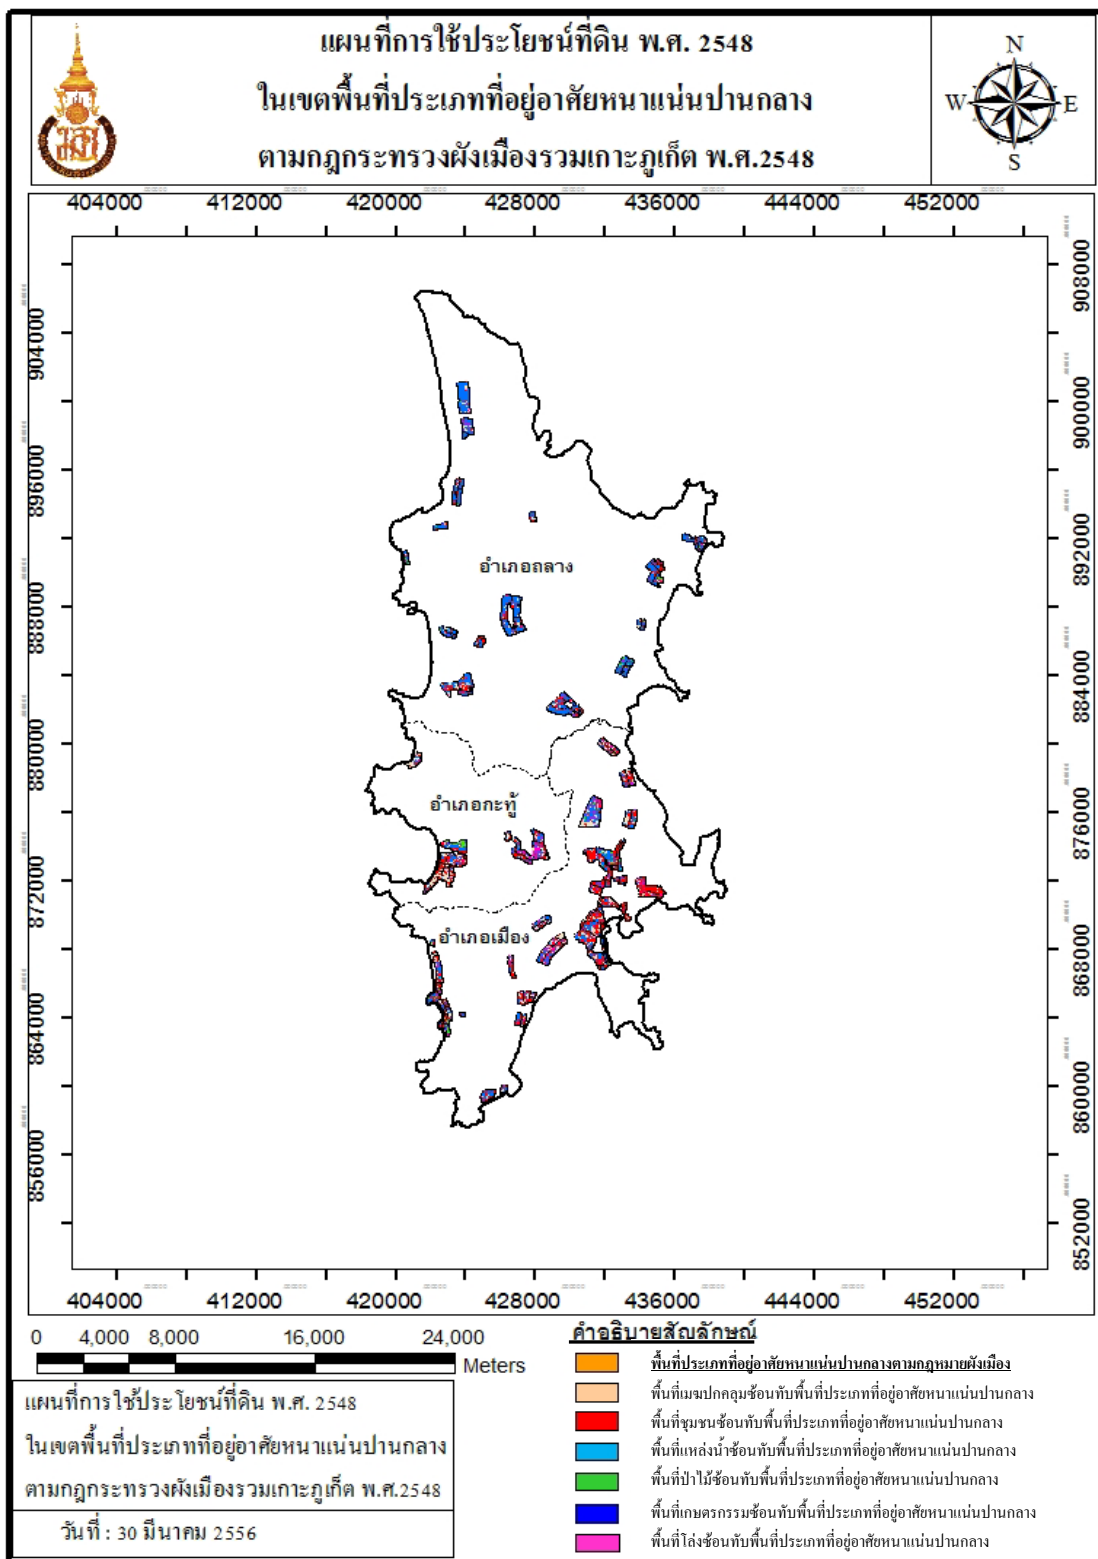 แผนที่การใช้ประโยชน์ที่ดิน พ.ศ. 2548
ในเขตพื้นที่ประเภทที่อยู่อาศัยหนาแน่นปานกลาง
ตามกฎกระทรวงผังเมืองรวมเกาะภูเก็ต พ.ศ.2548
N
W E
S
404000 412000 420000 428000 436000 444000 452000
904000
896000
888000
880000
872000
864000
856000
908000
900000
892000
884000
876000
868000
860000
852000
อำเภอถลาง
อำเภอกะทู้
อำเภอเมือง
404000 412000 420000 428000 436000 444000 452000
0 4,000 8,000 16,000 24,000
Meters
คำอธิบายสัญลักษณ์
พื้นที่ประเภทที่อยู่อาศัยหนาแน่นปานกลางตามกฎหมายผังเมือง
พื้นที่เมฆปกคลุมซ้อนทับพื้นที่ประเภทที่อยู่อาศัยหนาแน่นปานกลาง
พื้นที่ชุมชนซ้อนทับพื้นที่ประเภทที่อยู่อาศัยหนาแน่นปานกลาง
พื้นที่แหล่งน้ำซ้อนทับพื้นที่ประเภทที่อยู่อาศัยหนาแน่นปานกลาง
พื้นที่ป่าไม้ซ้อนทับพื้นที่ประเภทที่อยู่อาศัยหนาแน่นปานกลาง
พื้นที่เกษตรกรรมซ้อนทับพื้นที่ประเภทที่อยู่อาศัยหนาแน่นปานกลาง
พื้นที่โล่งซ้อนทับพื้นที่ประเภทที่อยู่อาศัยหนาแน่นปานกลาง
แผนที่การใช้ประโยชน์ที่ดิน พ.ศ. 2548
ในเขตพื้นที่ประเภทที่อยู่อาศัยหนาแน่นปานกลาง
ตามกฎกระทรวงผังเมืองรวมเกาะภูเก็ต พ.ศ.2548
วันที่ : 30 มีนาคม 2556